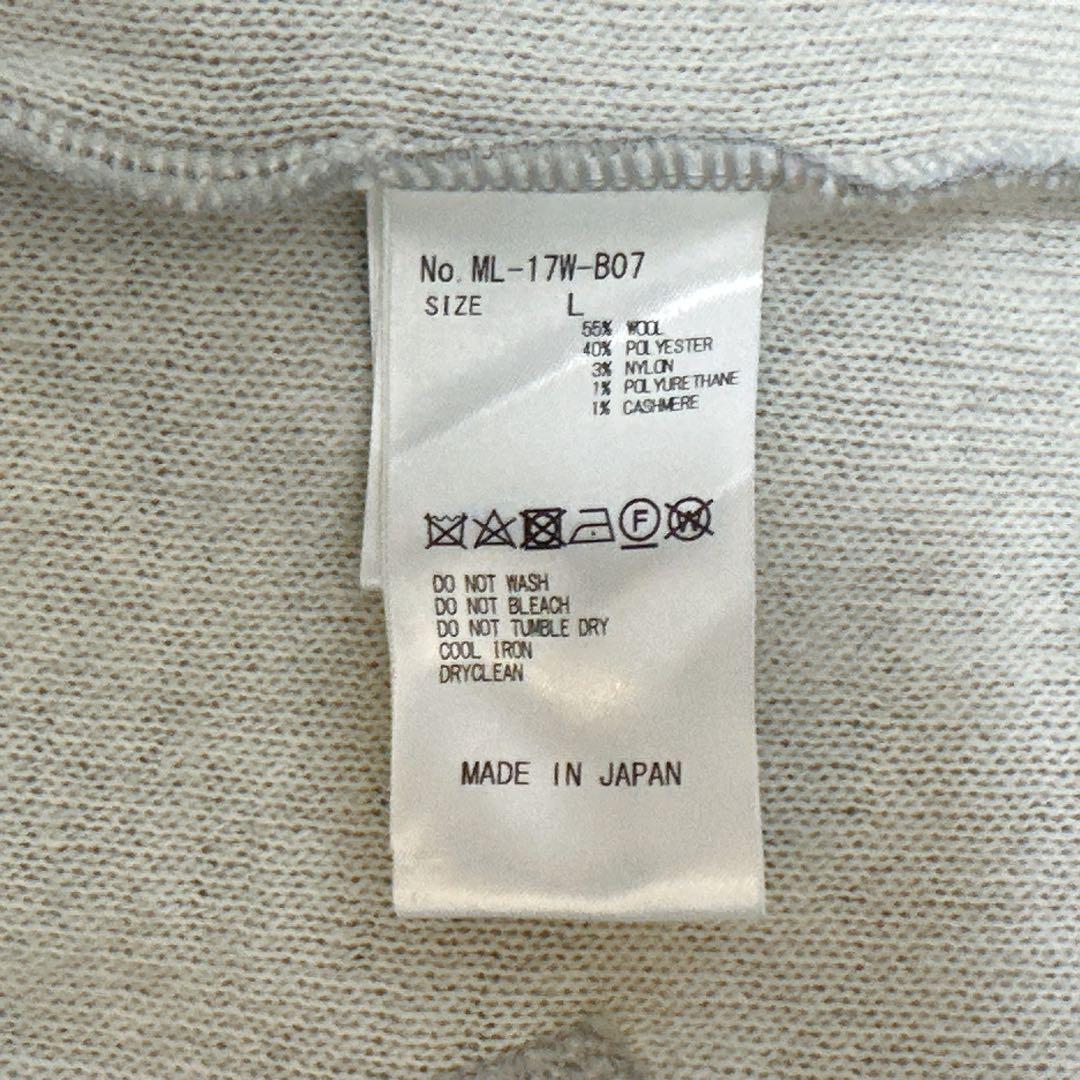 No. ML-17W-B07
SIZE L
55% WOOL
40% POLYESTER
3% NYLON
1% POLYURETHANE
1% CASHMERE
F W
DO NOT WASH
DO NOT BLEACH
DO NOT TUMBLE DRY
COOL IRON
DRYCLEAN
MADE IN JAPAN